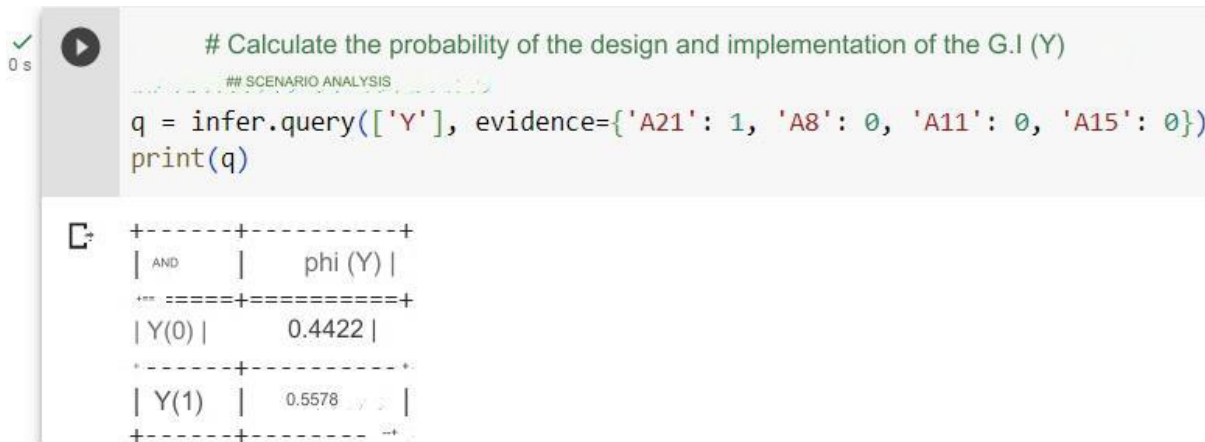 # Calculate the probability of the design and implementation of the G.I (Y)
0 s
## SCENARIO ANALYSIS
q = infer.query(['Y'], evidence={'A21': 1, 'A8': 0, 'A11': 0, 'A15': 0})
print(q)
+------+----------+
| AND | phi (Y) |
+== =====+==========+
| Y(0) | 0.4422 |
+------+----------+
| Y(1) | 0.5578 |
+------+-------- --+